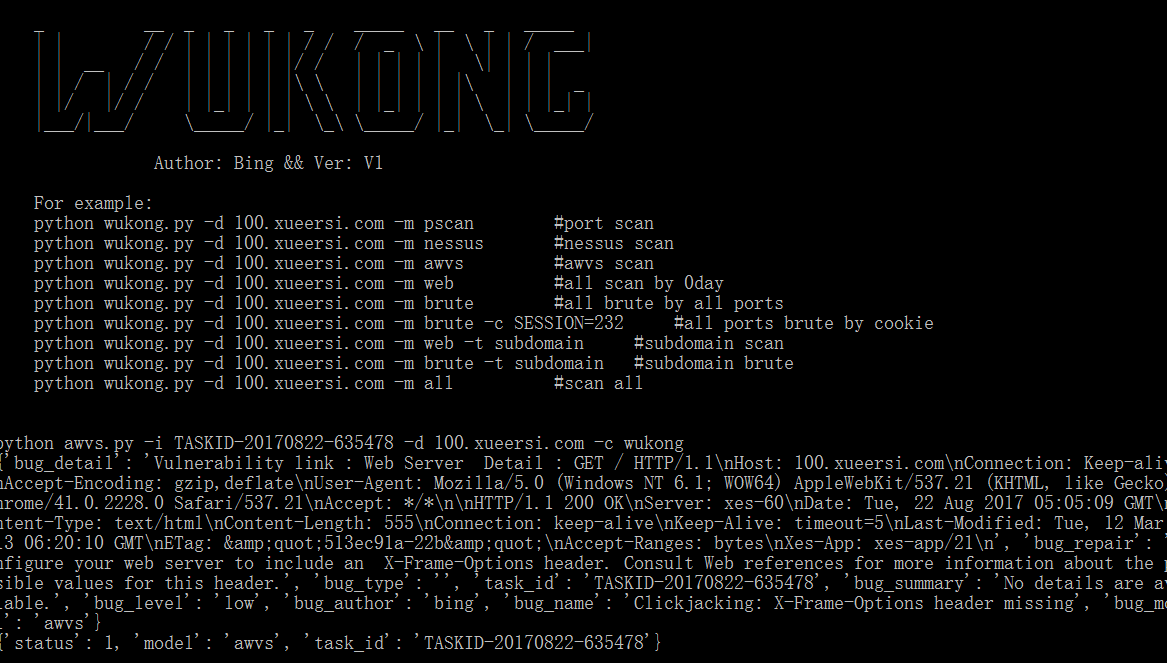 WUKONG
Author: Bing && Ver: V1
For example:
python wukong.py -d 100.xueersi.com -m pscan #port scan
python wukong.py -d 100.xueersi.com -m nessus #nessus scan
python wukong.py -d 100.xueersi.com -m awvs #awvs scan
python wukong.py -d 100.xueersi.com -m web #all scan by 0day
python wukong.py -d 100.xueersi.com -m brute #all brute by all ports
python wukong.py -d 100.xueersi.com -m brute -c SESSION=232 #all ports brute by cookie
python wukong.py -d 100.xueersi.com -m web -t subdomain #subdomain scan
python wukong.py -d 100.xueersi.com -m brute -t subdomain #subdomain brute
python wukong.py -d 100.xueersi.com -m all #scan all
python awvs.py -i TASKID-20170822-635478 -d 100.xueersi.com -c wukong
{'bug_detail': 'Vulnerability link : Web Server  Detail : GET / HTTP/1.1\nHost: 100.xueersi.com\nConnection: Keep-aliv
nAccept-Encoding: gzip,deflate\nUser-Agent: Mozilla/5.0 (Windows NT 6.1; WOW64) AppleWebKit/537.21 (KHTML, like Gecko)
hrome/41.0.2228.0 Safari/537.21\nAccept: */*\n\nHTTP/1.1 200 OK\nServer: xes-60\nDate: Tue, 22 Aug 2017 05:05:09 GMT\n
ntent-Type: text/html\nContent-Length: 555\nConnection: keep-alive\nKeep-Alive: timeout=5\nLast-Modified: Tue, 12 Mar
13 06:20:10 GMT\nETag: &amp;quot;513ec91a-22b&amp;quot;\nAccept-Ranges: bytes\nXes-App: xes-app/21\n', 'bug_repair': '
nfigure your web server to include an  X-Frame-Options header. Consult Web references for more information about the p
sible values for this header.', 'bug_type': '', 'task_id': 'TASKID-20170822-635478', 'bug_summary': 'No details are av
lable.', 'bug_level': 'low', 'bug_author': 'bing', 'bug_name': 'Clickjacking: X-Frame-Options header missing', 'bug_mo
l': 'awvs'}
{'status': 1, 'model': 'awvs', 'task_id': 'TASKID-20170822-635478'}